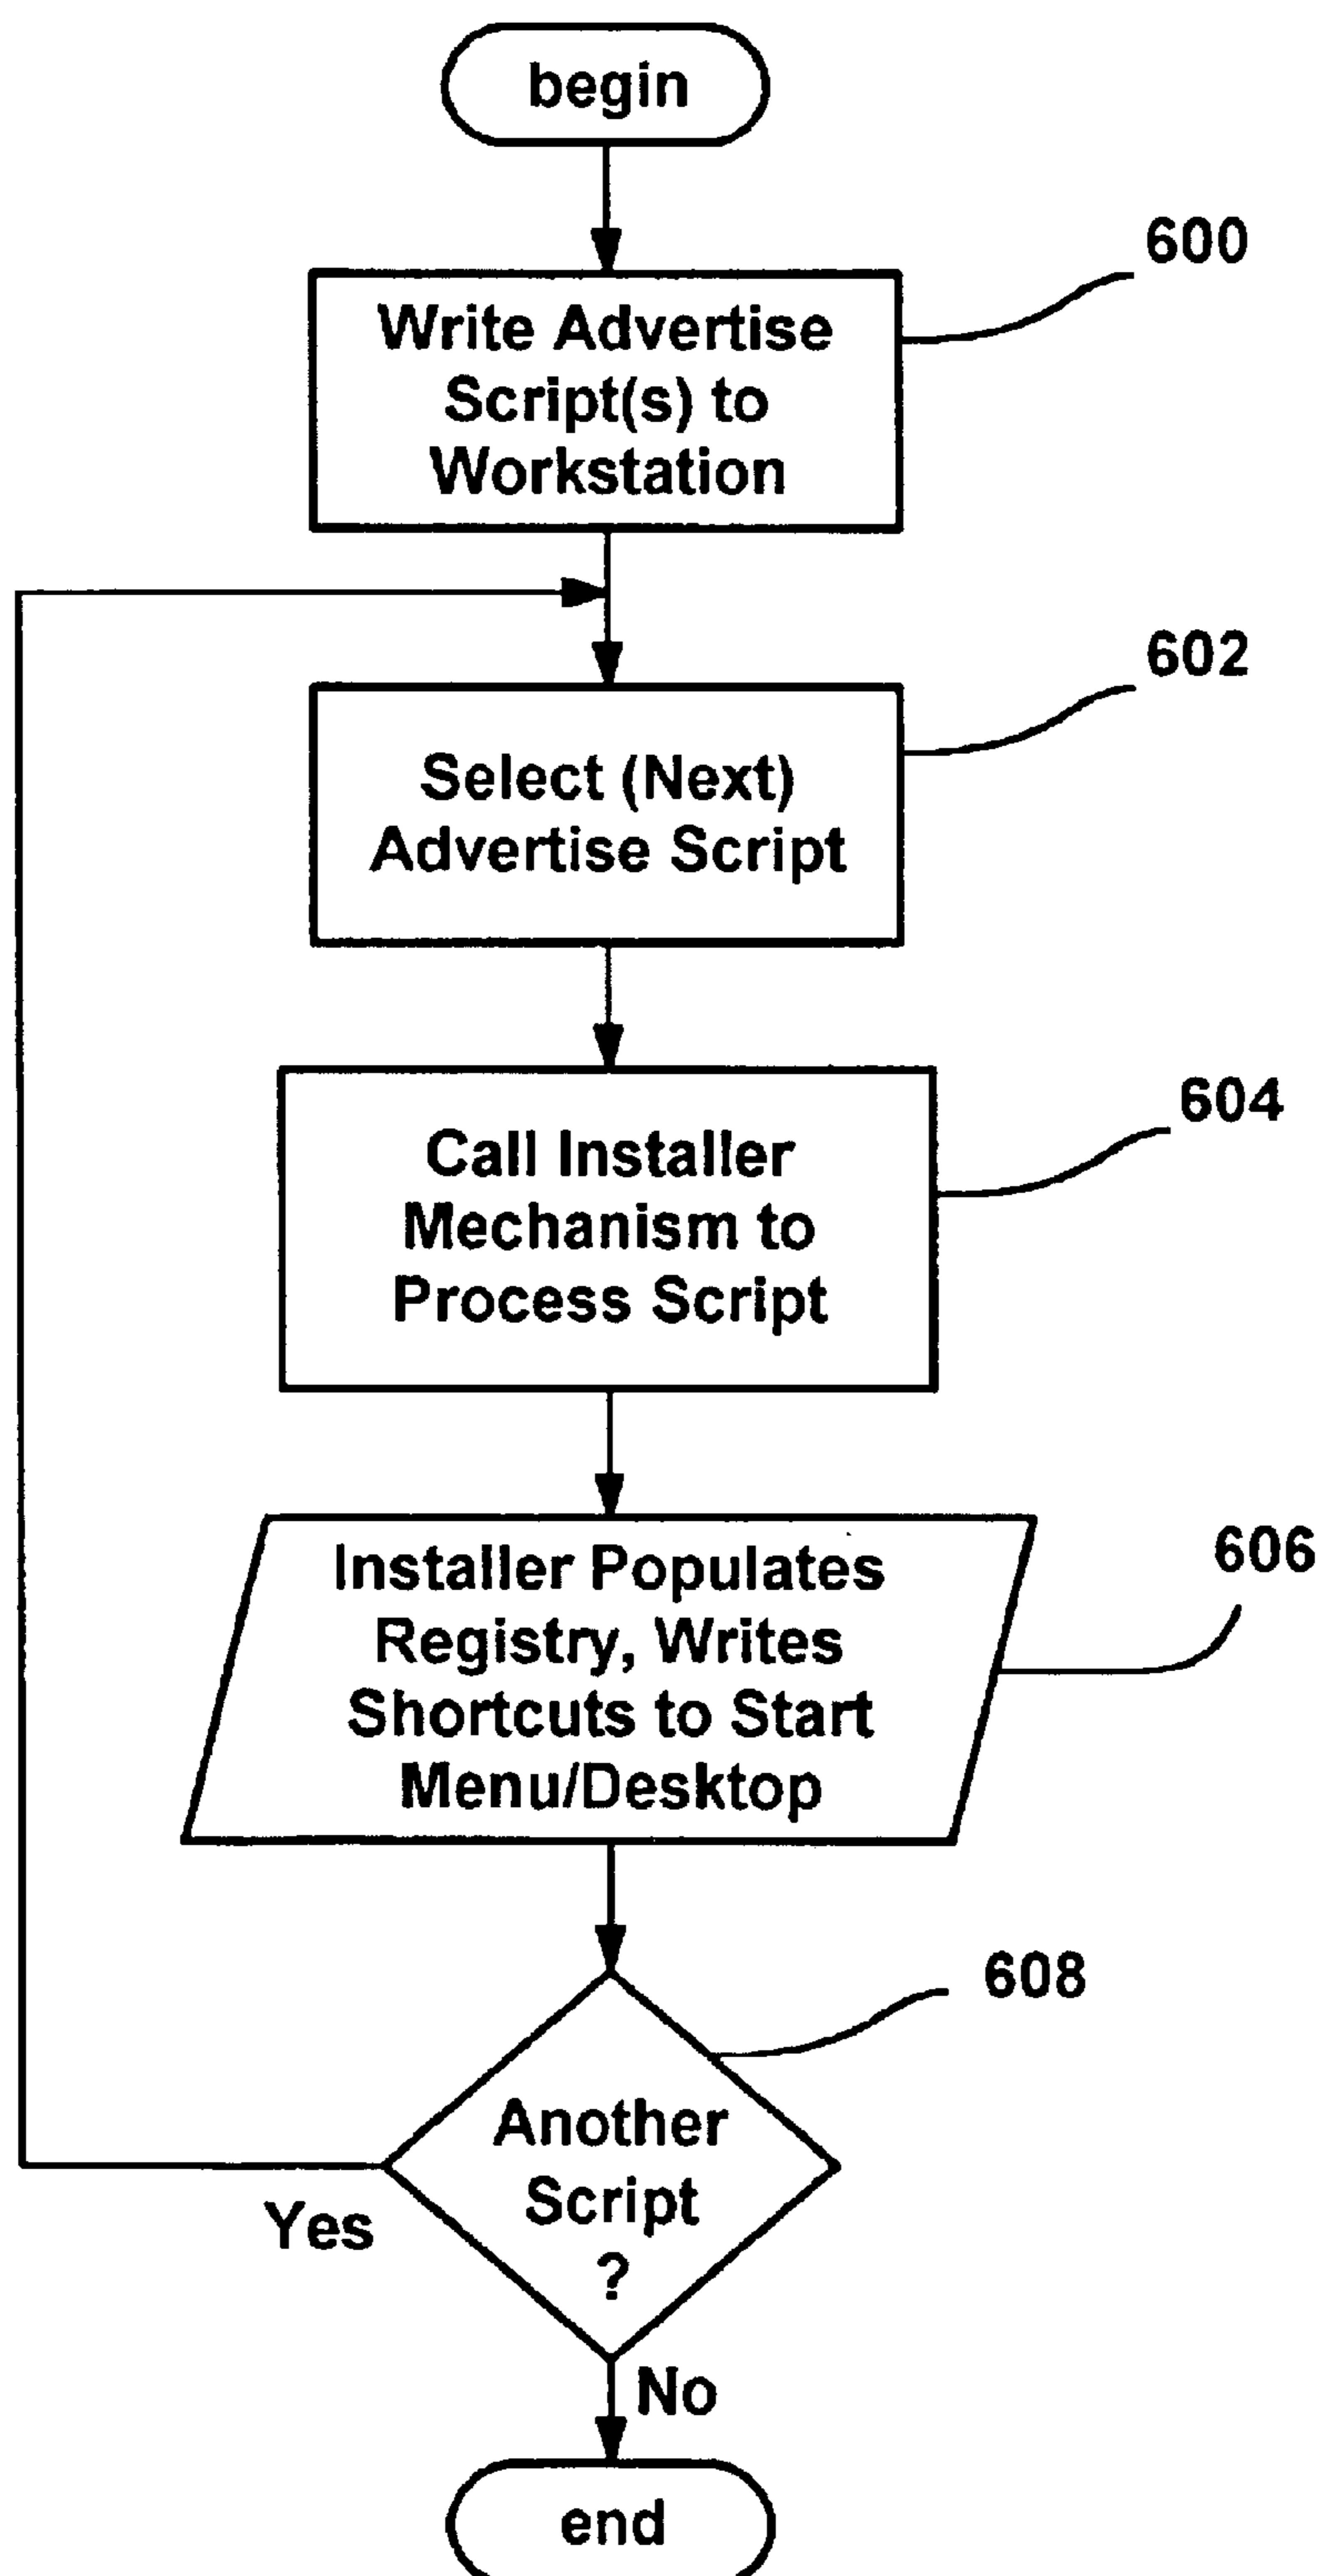 begin
600
Write Advertise
Script(s) to
Workstation
602
Select (Next)
Advertise Script
604
Call Installer
Mechanism to
Process Script
606
Installer Populates
Registry, Writes
Shortcuts to Start
Menu/Desktop
608
Another
Script
?
Yes
No
end